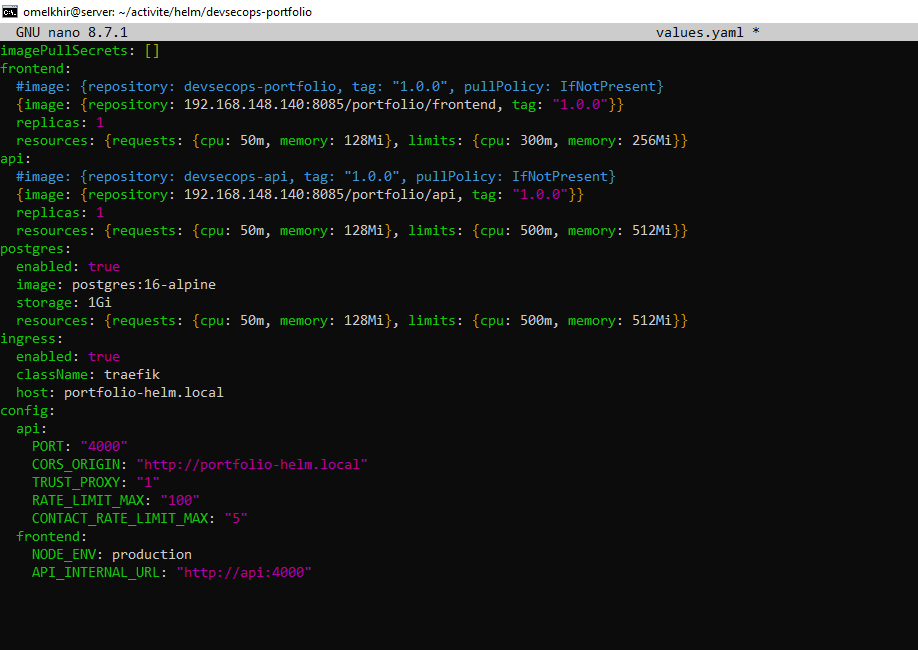 omelkhir@server: ~/activite/helm/devsecops-portfolio
GNU nano 8.7.1 values.yaml *
imagePullSecrets: []
frontend:
  #image: {repository: devsecops-portfolio, tag: "1.0.0", pullPolicy: IfNotPresent}
  {image: {repository: 192.168.148.140:8085/portfolio/frontend, tag: "1.0.0"}}
  replicas: 1
  resources: {requests: {cpu: 50m, memory: 128Mi}, limits: {cpu: 300m, memory: 256Mi}}
api:
  #image: {repository: devsecops-api, tag: "1.0.0", pullPolicy: IfNotPresent}
  {image: {repository: 192.168.148.140:8085/portfolio/api, tag: "1.0.0"}}
  replicas: 1
  resources: {requests: {cpu: 50m, memory: 128Mi}, limits: {cpu: 500m, memory: 512Mi}}
postgres:
  enabled: true
  image: postgres:16-alpine
  storage: 1Gi
  resources: {requests: {cpu: 50m, memory: 128Mi}, limits: {cpu: 500m, memory: 512Mi}}
ingress:
  enabled: true
  className: traefik
  host: portfolio-helm.local
config:
  api:
    PORT: "4000"
    CORS_ORIGIN: "http://portfolio-helm.local"
    TRUST_PROXY: "1"
    RATE_LIMIT_MAX: "100"
    CONTACT_RATE_LIMIT_MAX: "5"
  frontend:
    NODE_ENV: production
    API_INTERNAL_URL: "http://api:4000"